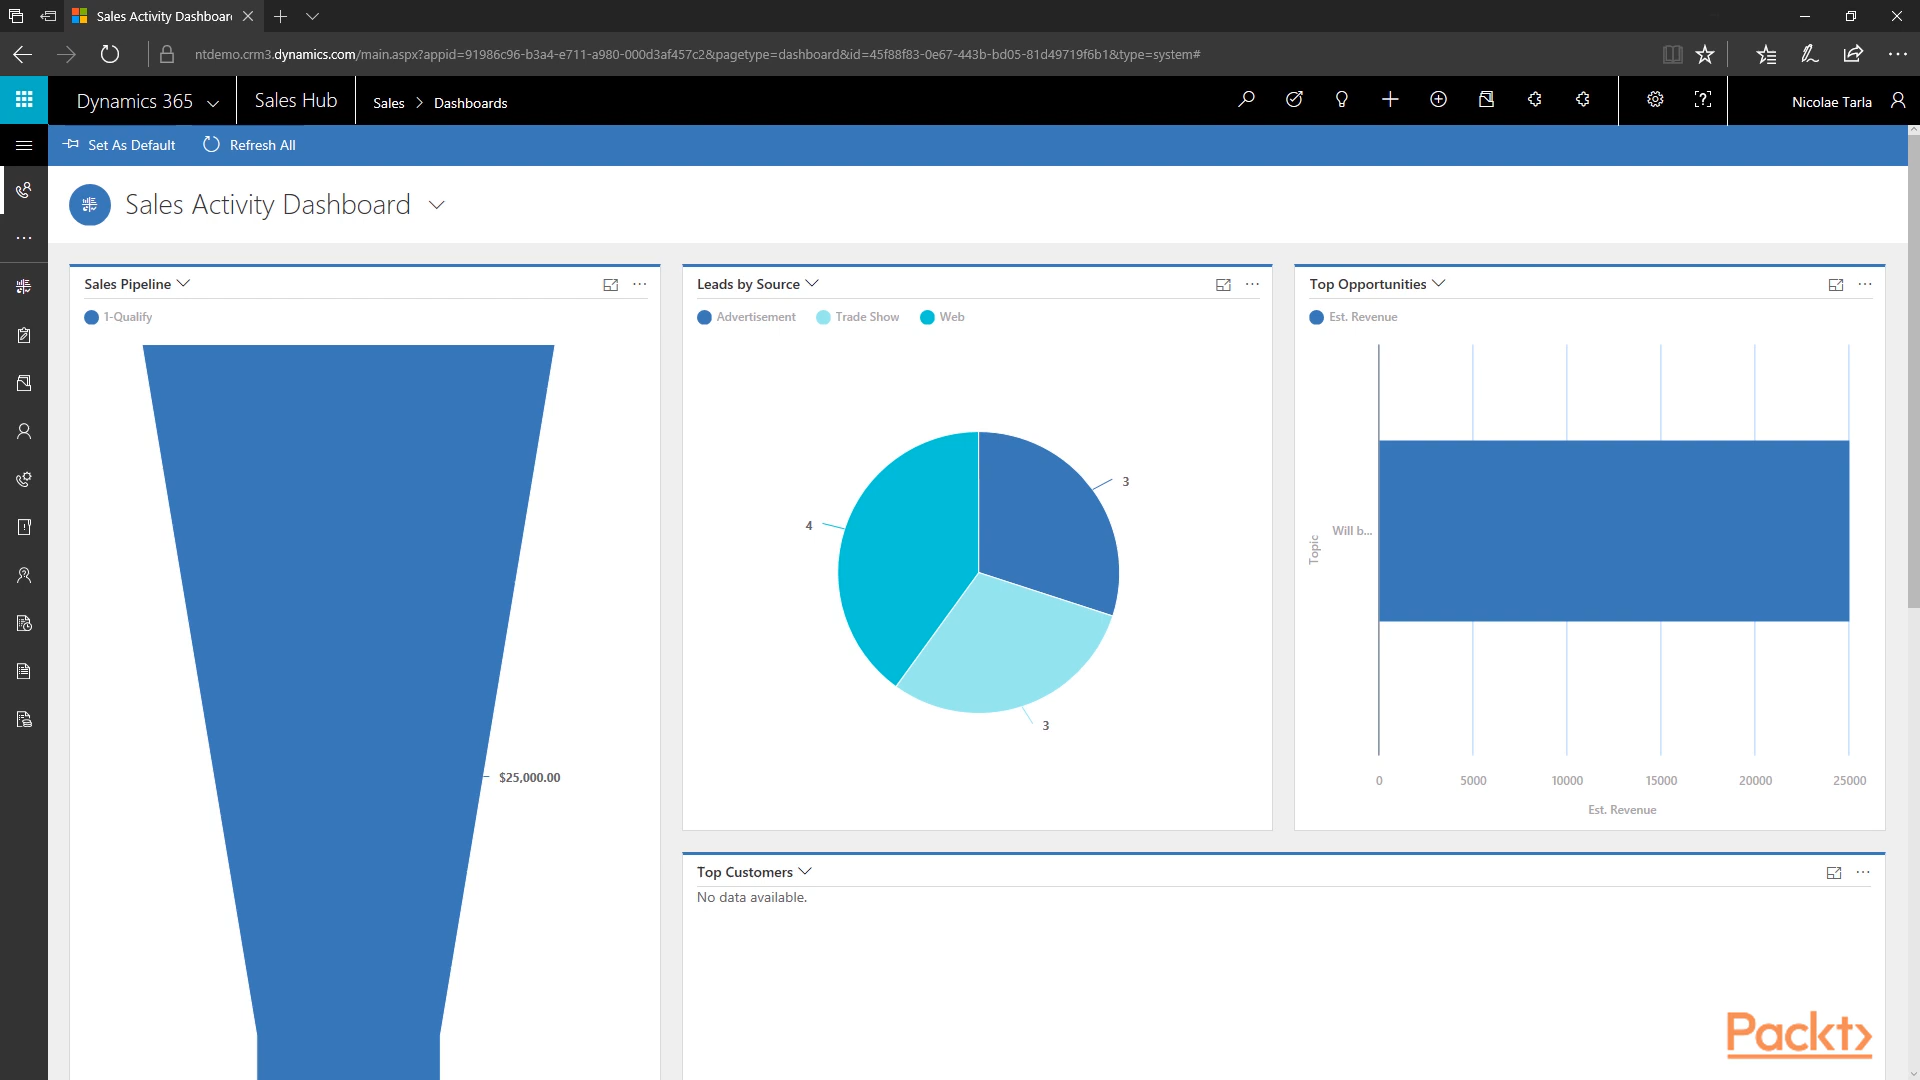 Sales Activity Dashboar
ntdemo.crm3.dynamics.com/main.aspx?appid=91986c96-b3a4-e711-a980-000d3af457c2&pagetype=dashboard&id=45f88f83-0e67-443b-bd05-81d49719f6b1&type=system#
Dynamics 365
Sales Hub
Sales > Dashboards
Nicolae Tarla
Set As Default
Refresh All
Sales Activity Dashboard
Sales Pipeline
1-Qualify
$25,000.00
Leads by Source
Advertisement
Trade Show
Web
3
4
3
Top Opportunities
Est. Revenue
Topic
Will b...
0
5000
10000
15000
20000
25000
Est. Revenue
Top Customers
No data available.
Packt>